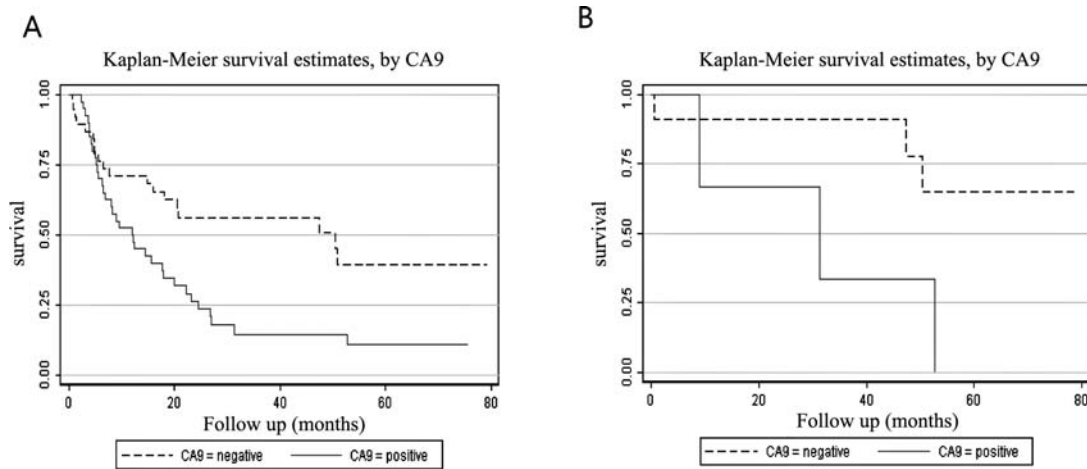 A
Kaplan-Meier survival estimates, by CA9
survival
1.00
0.75
0.50
0.25
0.00
0 20 40 60 80
Follow up (months)
CA9 = negative CA9 = positive
B
Kaplan-Meier survival estimates, by CA9
survival
1.00
0.75
0.50
0.25
0.00
0 20 40 60 80
Follow up (months)
CA9 = negative CA9 = positive